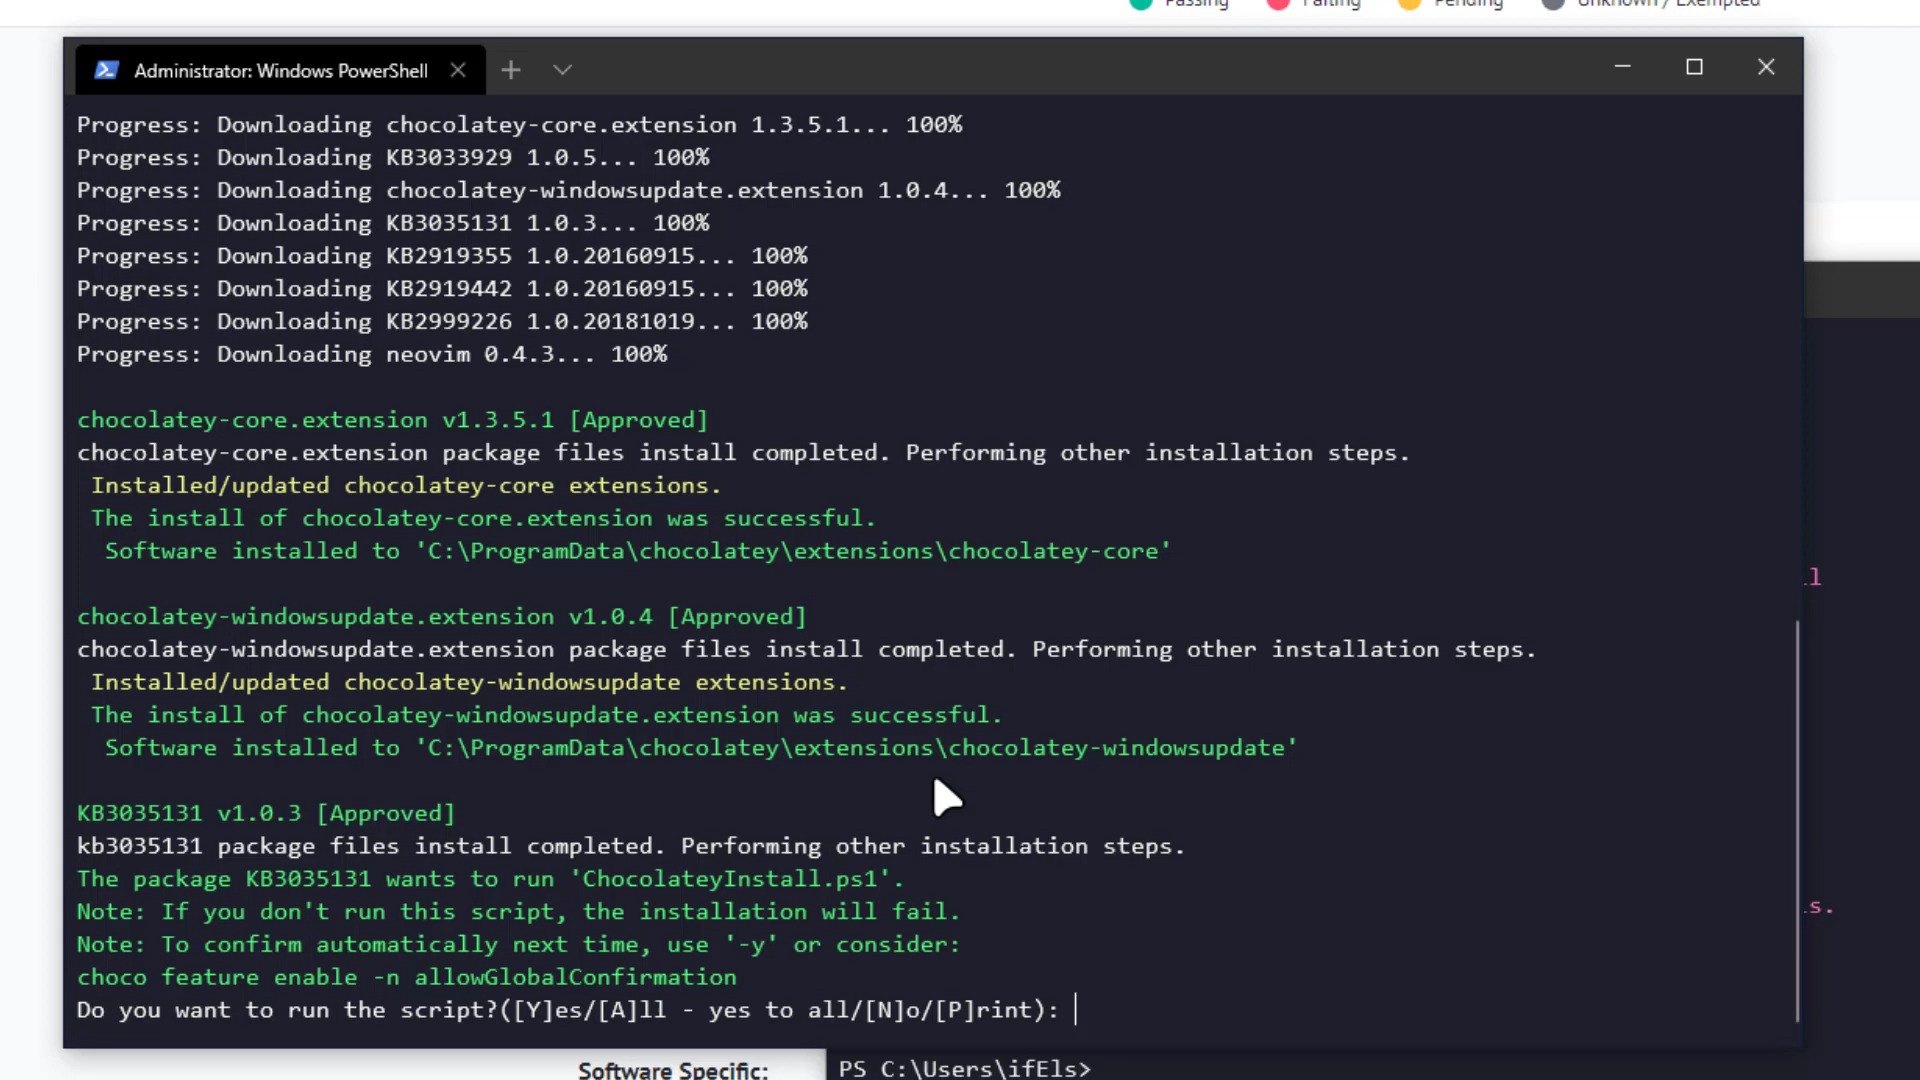 Passing Failing Pending Unknown / Exempted
Administrator: Windows PowerShell
Progress: Downloading chocolatey-core.extension 1.3.5.1... 100%
Progress: Downloading KB3033929 1.0.5... 100%
Progress: Downloading chocolatey-windowsupdate.extension 1.0.4... 100%
Progress: Downloading KB3035131 1.0.3... 100%
Progress: Downloading KB2919355 1.0.20160915... 100%
Progress: Downloading KB2919442 1.0.20160915... 100%
Progress: Downloading KB2999226 1.0.20181019... 100%
Progress: Downloading neovim 0.4.3... 100%
chocolatey-core.extension v1.3.5.1 [Approved]
chocolatey-core.extension package files install completed. Performing other installation steps.
Installed/updated chocolatey-core extensions.
The install of chocolatey-core.extension was successful.
Software installed to 'C:\ProgramData\chocolatey\extensions\chocolatey-core'
chocolatey-windowsupdate.extension v1.0.4 [Approved]
chocolatey-windowsupdate.extension package files install completed. Performing other installation steps.
Installed/updated chocolatey-windowsupdate extensions.
The install of chocolatey-windowsupdate.extension was successful.
Software installed to 'C:\ProgramData\chocolatey\extensions\chocolatey-windowsupdate'
KB3035131 v1.0.3 [Approved]
kb3035131 package files install completed. Performing other installation steps.
The package KB3035131 wants to run 'ChocolateyInstall.ps1'.
Note: If you don't run this script, the installation will fail.
Note: To confirm automatically next time, use '-y' or consider:
choco feature enable -n allowGlobalConfirmation
Do you want to run the script?([Y]es/[A]ll - yes to all/[N]o/[P]rint):
Software Specific:
PS C:\Users\ifEls>